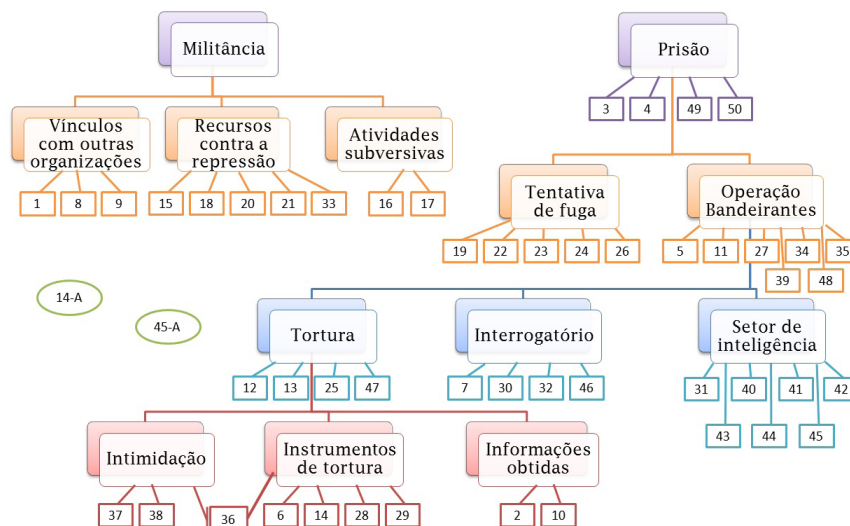 Militância
Prisão
3 4 49 50
Vínculos
com outras
organizações
Recursos
contra a
repressão
Atividades
subversivas
1 8 9 15 18 20 21 33 16 17
Tentativa
de fuga
Operação
Bandeirantes
19 22 23 24 26 5 11 27 34 35
39 48
14-A
45-A
Tortura
Interrogatório
Setor de
inteligência
12 13 25 47 7 30 32 46 31 40 41 42
43 44 45
Intimidação
Instrumentos
de tortura
Informações
obtidas
37 38 36 6 14 28 29 2 10